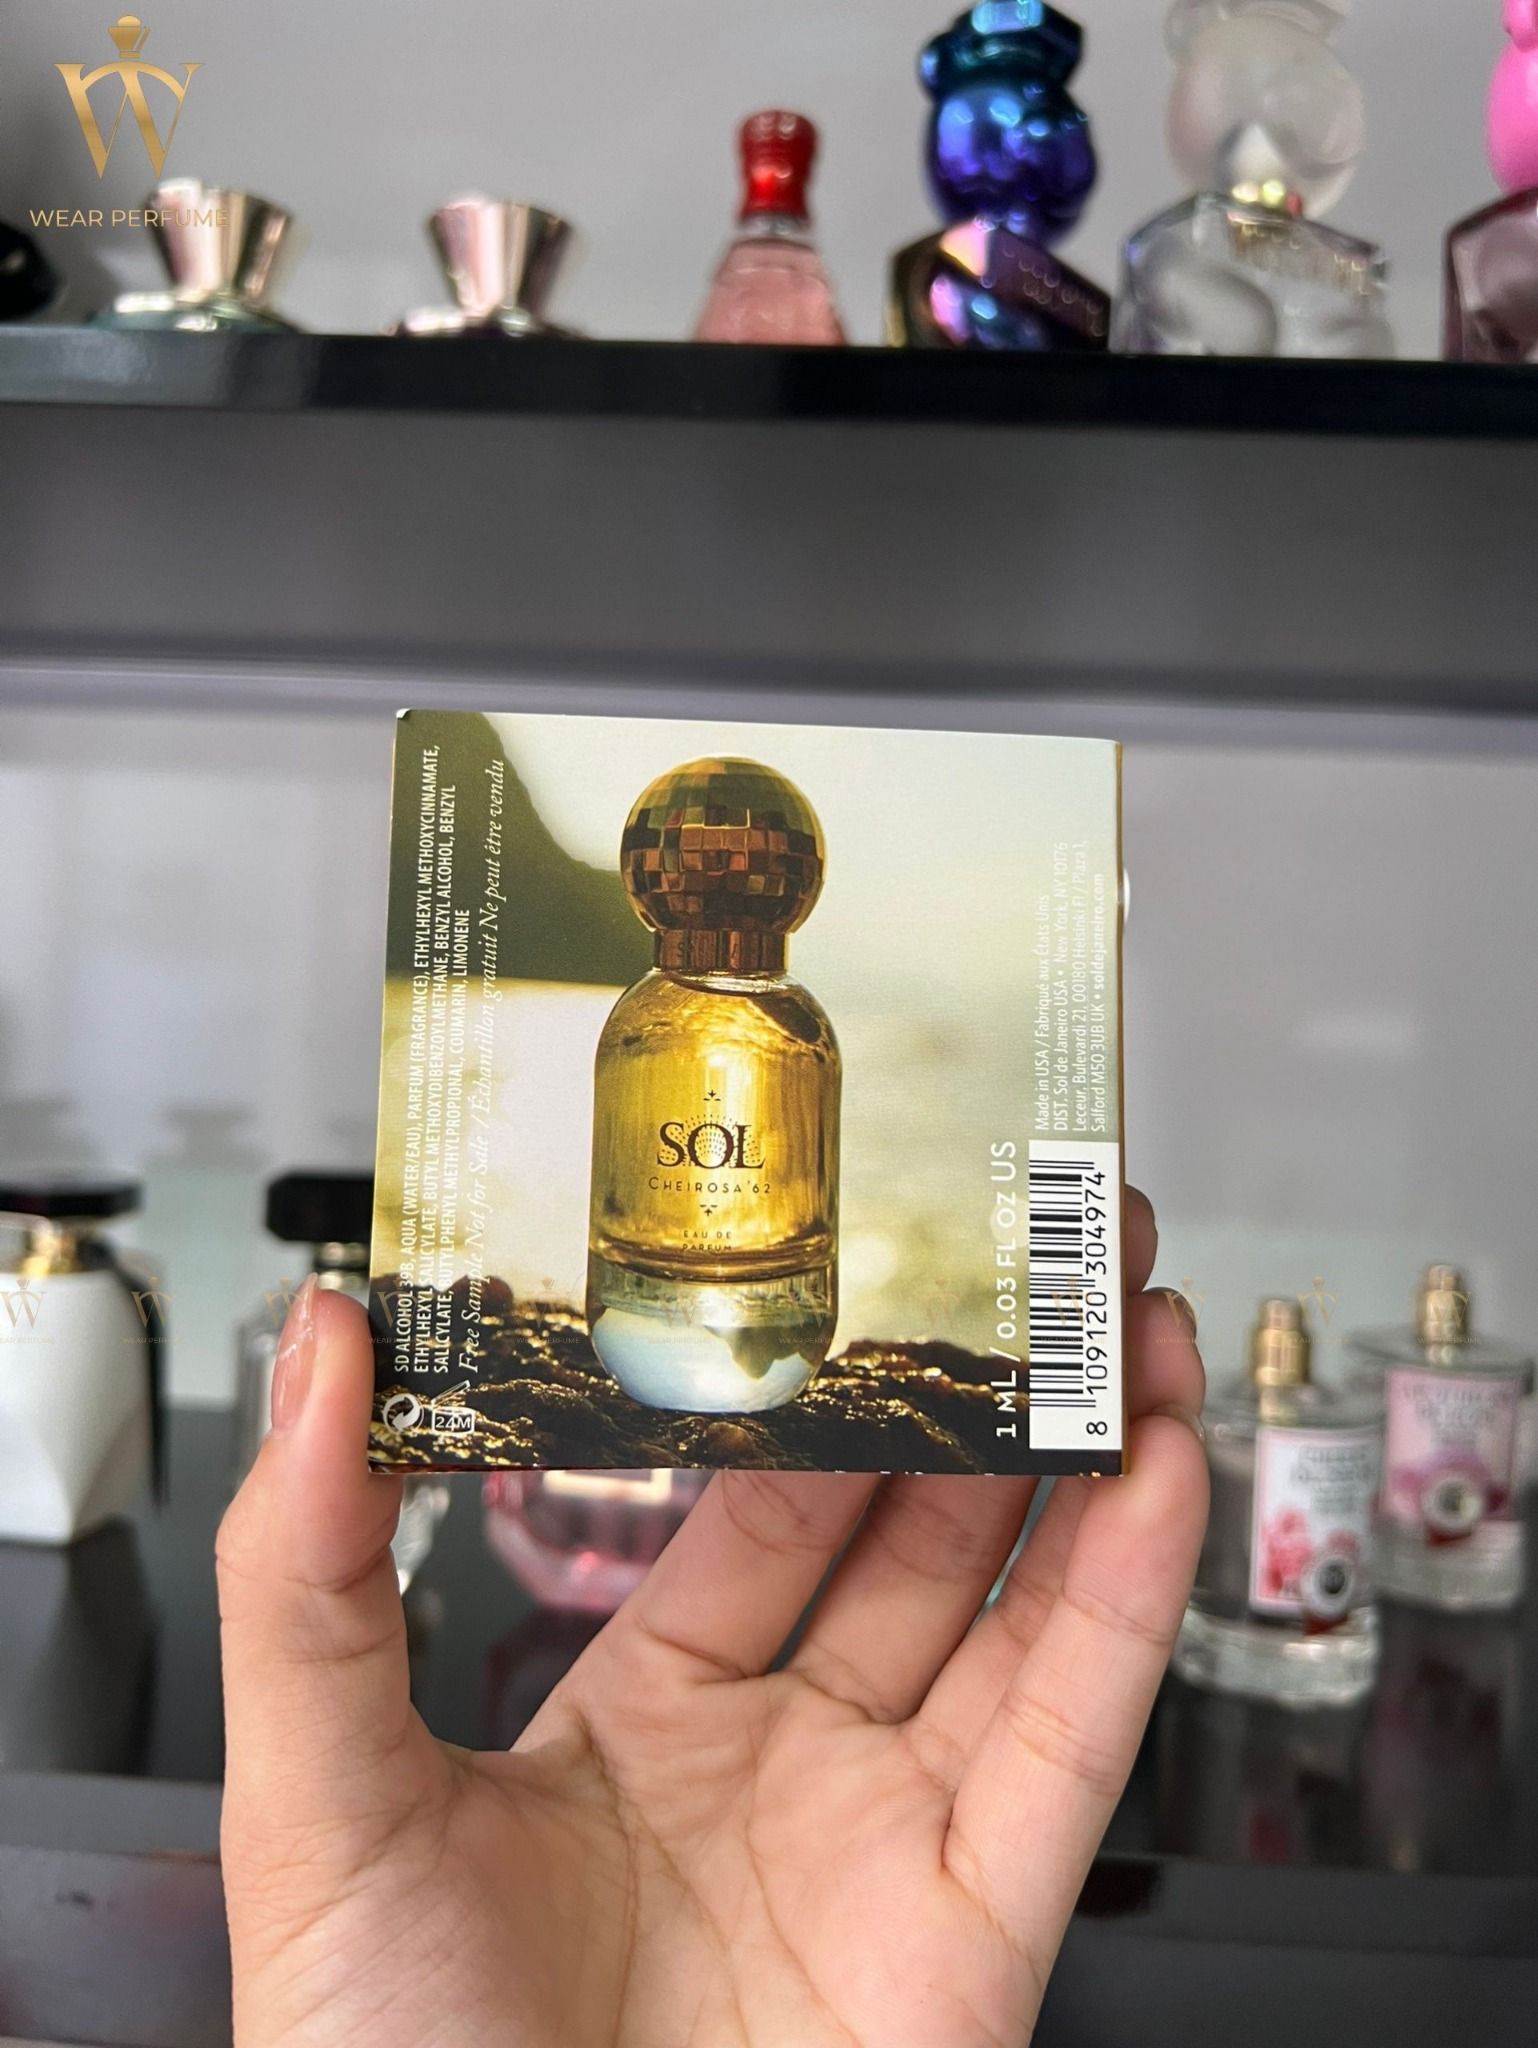 WEAR PERFUME
SD ALCOHOL 39B, AQUA (WATER/EAU), PARFUM (FRAGRANCE), ETHYLHEXYL METHOXYCINNAMATE,
ETHYLHEXYL SALICYLATE, BUTYL METHOXYDIBENZOYLMETHANE, BENZYL ALCOHOL, BENZYL
SALICYLATE, BUTYLPHENYL METHYLPROPIONAL, COUMARIN, LIMONENE
Free Sample Not for Sale / Échantillon gratuit Ne peut être vendu
24M
SOL
CHEIROSA '62
EAU DE
PARFUM
1 ML / 0.03 FL OZ US
Made in USA / Fabriqué aux États Unis
DIST. Sol de Janeiro USA • New York, NY 10176
Leceur, Bulevardi 21, 00180 Helsinki FI / Plaza 1,
Salford M50 3UB UK • soldejaneiro.com
8 10912 0 304974